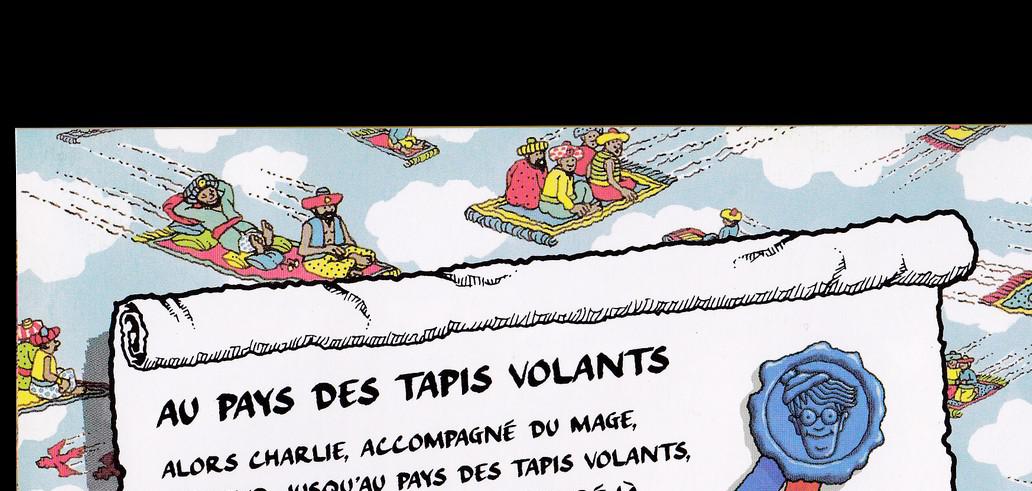 AU PAYS DES TAPIS VOLANTS
ALORS CHARLIE, ACCOMPAGNÉ DU MAGE,
JUSQU'AU PAYS DES TAPIS VOLANTS,